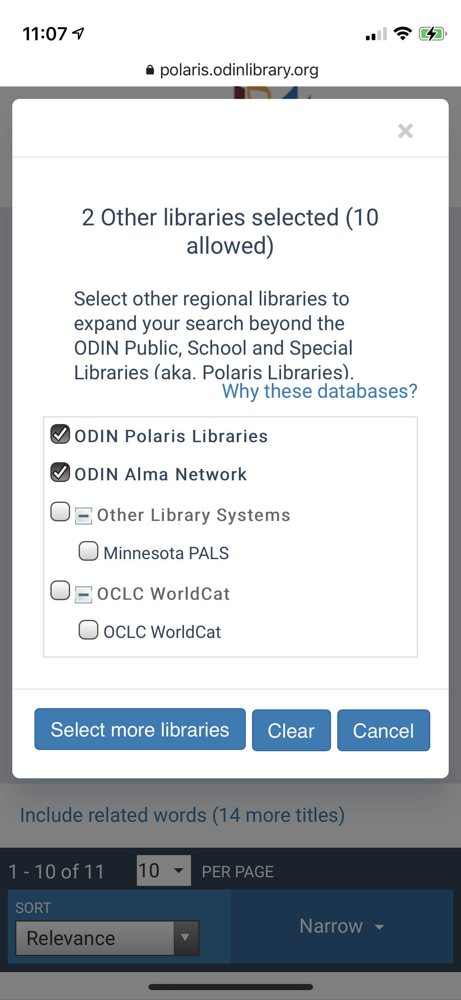 11:07
polaris.odinlibrary.org
×
2 Other libraries selected (10
allowed)
Select other regional libraries to
expand your search beyond the
ODIN Public, School and Special
Libraries (aka. Polaris Libraries).
Why these databases?
ODIN Polaris Libraries
ODIN Alma Network
Other Library Systems
Minnesota PALS
OCLC WorldCat
OCLC WorldCat
Select more libraries
Clear
Cancel
Include related words (14 more titles)
1 - 10 of 11 10 PER PAGE
SORT
Relevance
Narrow